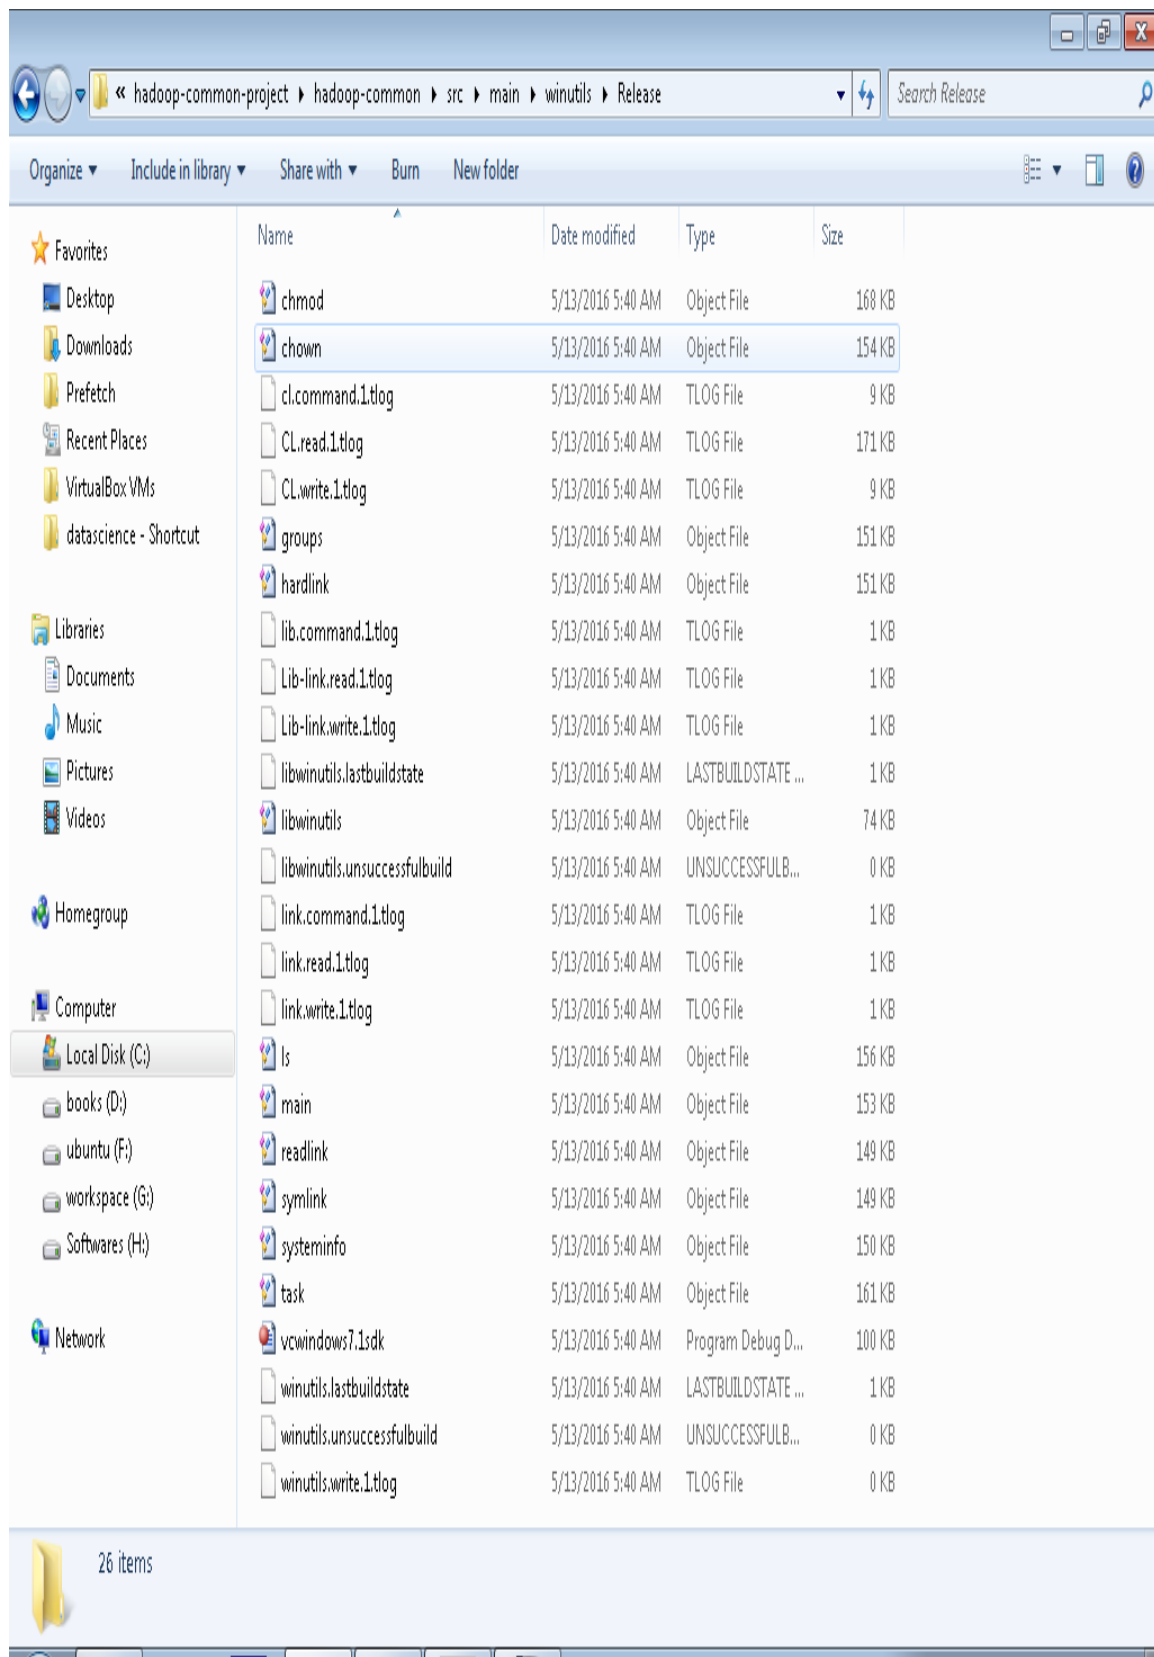 « hadoop-common-project ▸ hadoop-common ▸ src ▸ main ▸ winutils ▸ Release Search Release
Organize Include in library Share with Burn New folder
Name Date modified Type Size
Favorites
Desktop
Downloads
Prefetch
Recent Places
VirtualBox VMs
datascience - Shortcut
Libraries
Documents
Music
Pictures
Videos
Homegroup
Computer
Local Disk (C:)
books (D:)
ubuntu (F:)
workspace (G:)
Softwares (H:)
Network
chmod 5/13/2016 5:40 AM Object File 168 KB
chown 5/13/2016 5:40 AM Object File 154 KB
cl.command.1.tlog 5/13/2016 5:40 AM TLOG File 9 KB
CL.read.1.tlog 5/13/2016 5:40 AM TLOG File 171 KB
CL.write.1.tlog 5/13/2016 5:40 AM TLOG File 9 KB
groups 5/13/2016 5:40 AM Object File 151 KB
hardlink 5/13/2016 5:40 AM Object File 151 KB
lib.command.1.tlog 5/13/2016 5:40 AM TLOG File 1 KB
Lib-link.read.1.tlog 5/13/2016 5:40 AM TLOG File 1 KB
Lib-link.write.1.tlog 5/13/2016 5:40 AM TLOG File 1 KB
libwinutils.lastbuildstate 5/13/2016 5:40 AM LASTBUILDSTATE ... 1 KB
libwinutils 5/13/2016 5:40 AM Object File 74 KB
libwinutils.unsuccessfulbuild 5/13/2016 5:40 AM UNSUCCESSFULB... 0 KB
link.command.1.tlog 5/13/2016 5:40 AM TLOG File 1 KB
link.read.1.tlog 5/13/2016 5:40 AM TLOG File 1 KB
link.write.1.tlog 5/13/2016 5:40 AM TLOG File 1 KB
ls 5/13/2016 5:40 AM Object File 156 KB
main 5/13/2016 5:40 AM Object File 153 KB
readlink 5/13/2016 5:40 AM Object File 149 KB
symlink 5/13/2016 5:40 AM Object File 149 KB
systeminfo 5/13/2016 5:40 AM Object File 150 KB
task 5/13/2016 5:40 AM Object File 161 KB
vcwindows7.1sdk 5/13/2016 5:40 AM Program Debug D... 100 KB
winutils.lastbuildstate 5/13/2016 5:40 AM LASTBUILDSTATE ... 1 KB
winutils.unsuccessfulbuild 5/13/2016 5:40 AM UNSUCCESSFULB... 0 KB
winutils.write.1.tlog 5/13/2016 5:40 AM TLOG File 0 KB
26 items